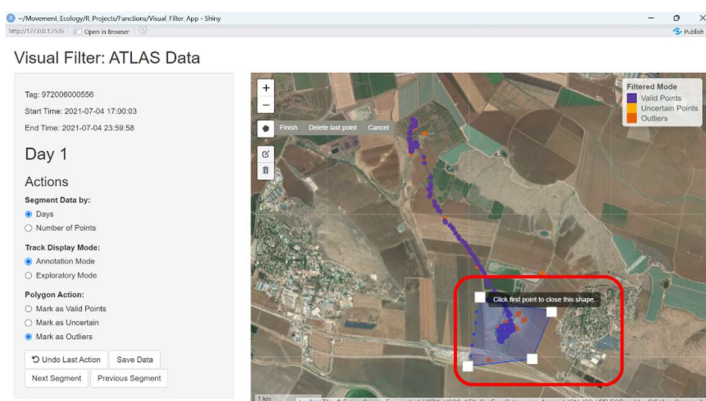 ~/Movement_Ecology/R_Projects/Functions/Visual_Filter_App - Shiny
Open in Browser
Publish
Visual Filter: ATLAS Data
Tag: 972006000556
Start Time: 2021-07-04 17:00:03
End Time: 2021-07-04 23:59:58
Day 1
Actions
Segment Data by:
Days
Number of Points
Track Display Mode:
Annotation Mode
Exploratory Mode
Polygon Action:
Mark as Valid Points
Mark as Uncertain
Mark as Outliers
Undo Last Action Save Data
Next Segment Previous Segment
+
−
Finish Delete last point Cancel
Filtered Mode
Valid Points
Uncertain Points
Outliers
Click first point to close this shape.
1 km